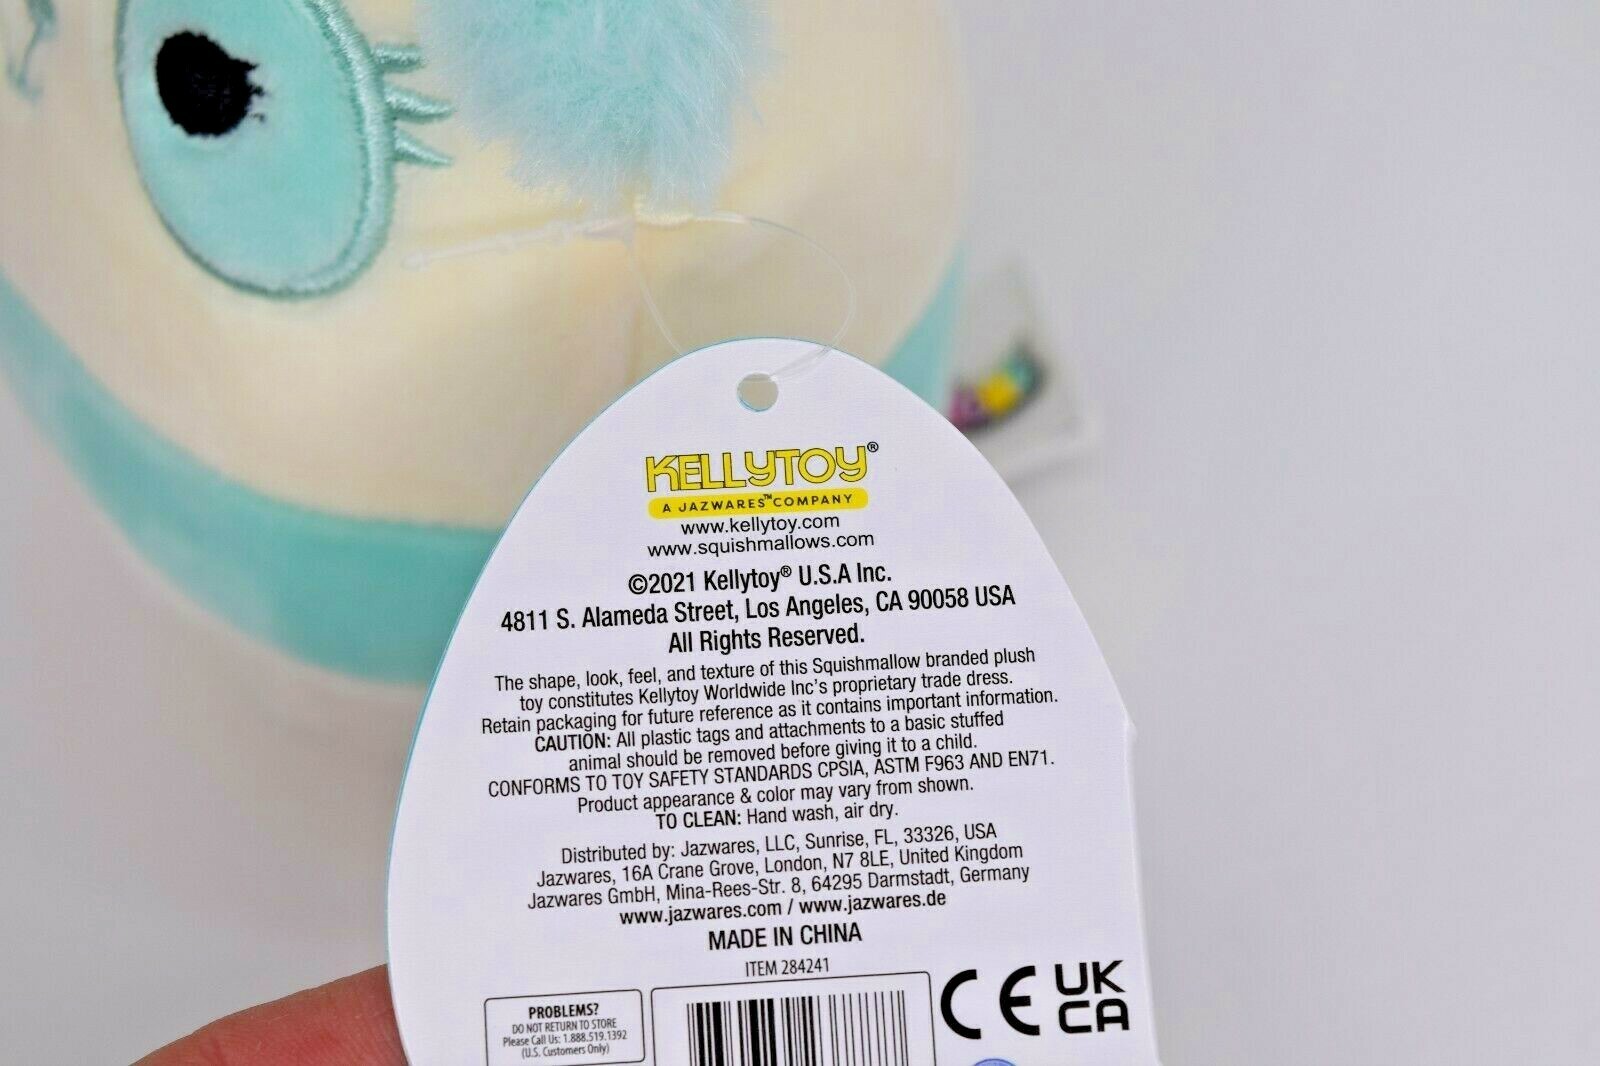 KELLYTOY®
A JAZWARES™ COMPANY
www.kellytoy.com
www.squishmallows.com
©2021 Kellytoy® U.S.A Inc.
4811 S. Alameda Street, Los Angeles, CA 90058 USA
All Rights Reserved.
The shape, look, feel, and texture of this Squishmallow branded plush
toy constitutes Kellytoy Worldwide Inc's proprietary trade dress.
Retain packaging for future reference as it contains important information.
CAUTION: All plastic tags and attachments to a basic stuffed
animal should be removed before giving it to a child.
CONFORMS TO TOY SAFETY STANDARDS CPSIA, ASTM F963 AND EN71.
Product appearance & color may vary from shown.
TO CLEAN: Hand wash, air dry.
Distributed by: Jazwares, LLC, Sunrise, FL, 33326, USA
Jazwares, 16A Crane Grove, London, N7 8LE, United Kingdom
Jazwares GmbH, Mina-Rees-Str. 8, 64295 Darmstadt, Germany
www.jazwares.com / www.jazwares.de
MADE IN CHINA
ITEM 284241
PROBLEMS?
DO NOT RETURN TO STORE
Please Call Us: 1.888.519.1392
(U.S. Customers Only)
CE
UK
CA